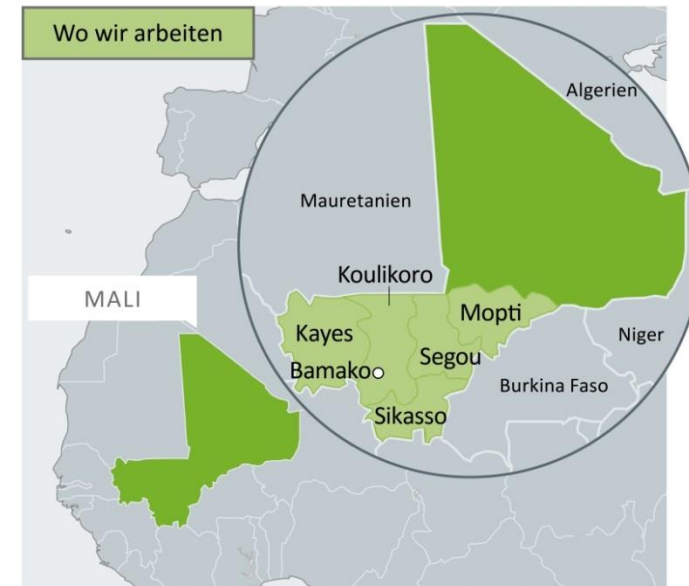 Wo wir arbeiten
Algerien
Mauretanien
Koulikoro
MALI
Mopti
Kayes
Niger
Segou
Bamako
Burkina Faso
Sikasso